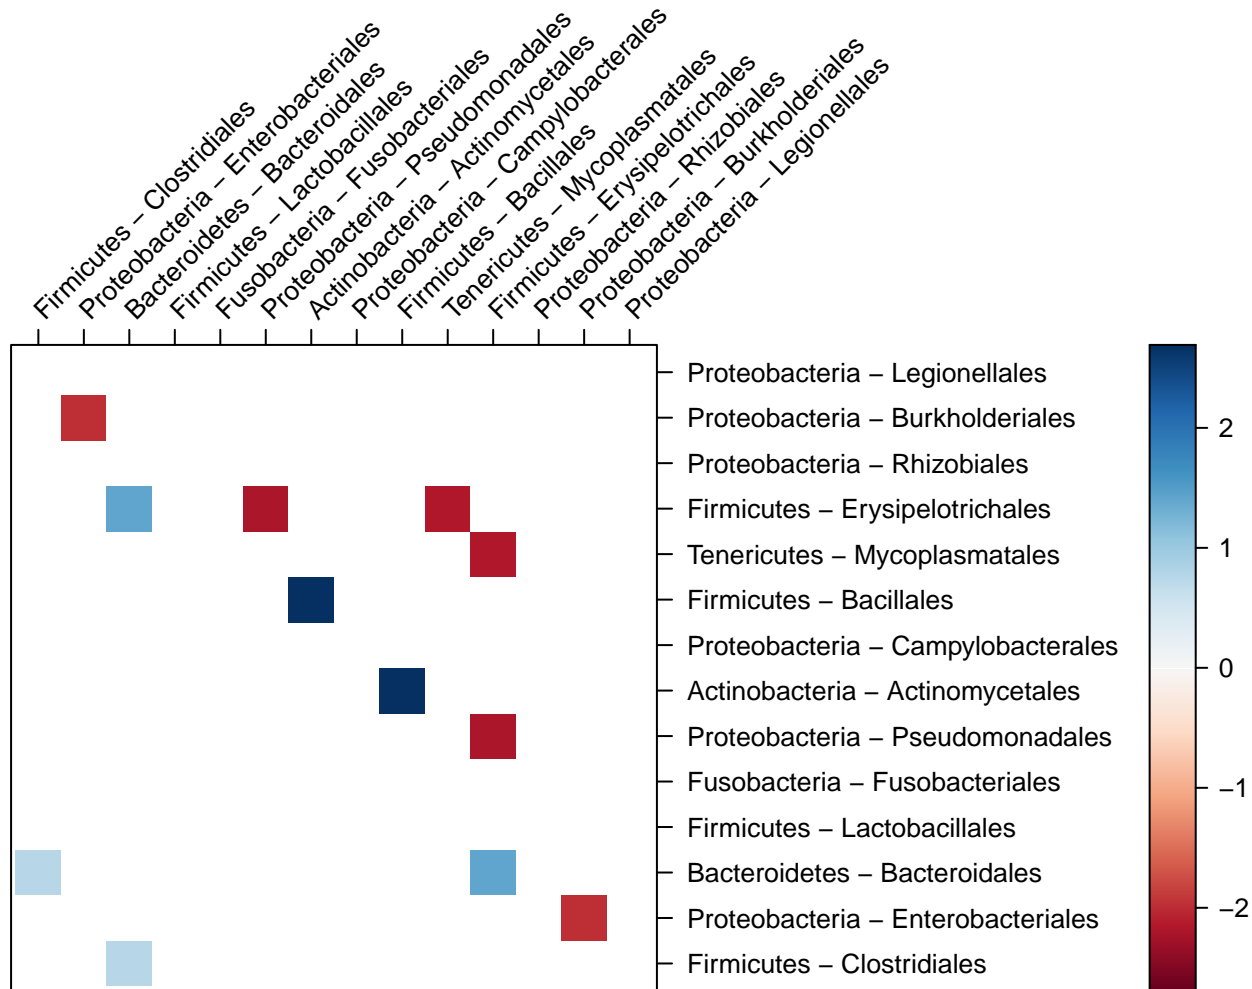 Firmicutes – Clostridiales
Proteobacteria – Enterobacteriales
Bacteroidetes – Bacteroidales
Firmicutes – Lactobacillales
Fusobacteria – Fusobacteriales
Proteobacteria – Pseudomonadales
Actinobacteria – Actinomycetales
Proteobacteria – Campylobacterales
Firmicutes – Bacillales
Tenericutes – Mycoplasmatales
Firmicutes – Erysipelotrichales
Proteobacteria – Rhizobiales
Proteobacteria – Burkholderiales
Proteobacteria – Legionellales
Proteobacteria – Legionellales
Proteobacteria – Burkholderiales
Proteobacteria – Rhizobiales
Firmicutes – Erysipelotrichales
Tenericutes – Mycoplasmatales
Firmicutes – Bacillales
Proteobacteria – Campylobacterales
Actinobacteria – Actinomycetales
Proteobacteria – Pseudomonadales
Fusobacteria – Fusobacteriales
Firmicutes – Lactobacillales
Bacteroidetes – Bacteroidales
Proteobacteria – Enterobacteriales
Firmicutes – Clostridiales
2
1
0
–1
–2